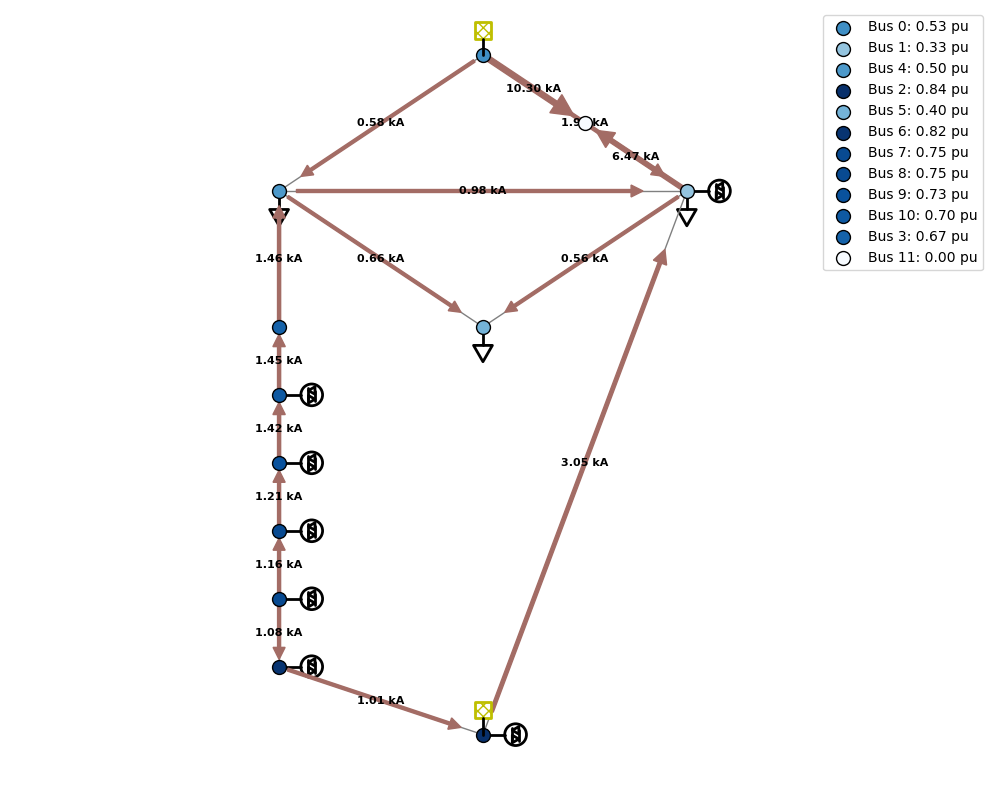 10.30 kA
0.58 kA
6.47 kA
0.98 kA
1.46 kA
0.66 kA
0.56 kA
1.45 kA
1.42 kA
3.05 kA
1.21 kA
1.16 kA
1.08 kA
1.01 kA
Bus 0: 0.53 pu
Bus 1: 0.33 pu
Bus 4: 0.50 pu
Bus 2: 0.84 pu
Bus 5: 0.40 pu
Bus 6: 0.82 pu
Bus 7: 0.75 pu
Bus 8: 0.75 pu
Bus 9: 0.73 pu
Bus 10: 0.70 pu
Bus 3: 0.67 pu
Bus 11: 0.00 pu